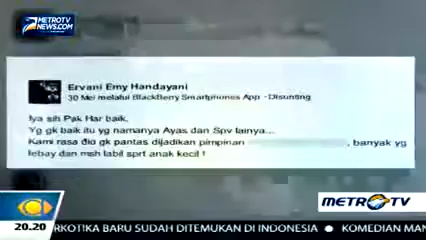 METROTV
NEWS.COM
Ervani Emy Handayani
30 Mei melalui BlackBerry Smartphones App · Disunting
Iya sih Pak Har baik,
Yg gk baik itu yg namanya Ayas dan Spv lainya...
Kami rasa dia gk pantas dijadikan pimpinan banyak yg
lebay dan msh labil sprt anak kecil !
METRO TV
20.20 RKOTIKA BARU SUDAH DITEMUKAN DI INDONESIA • KOMEDIAN MAN